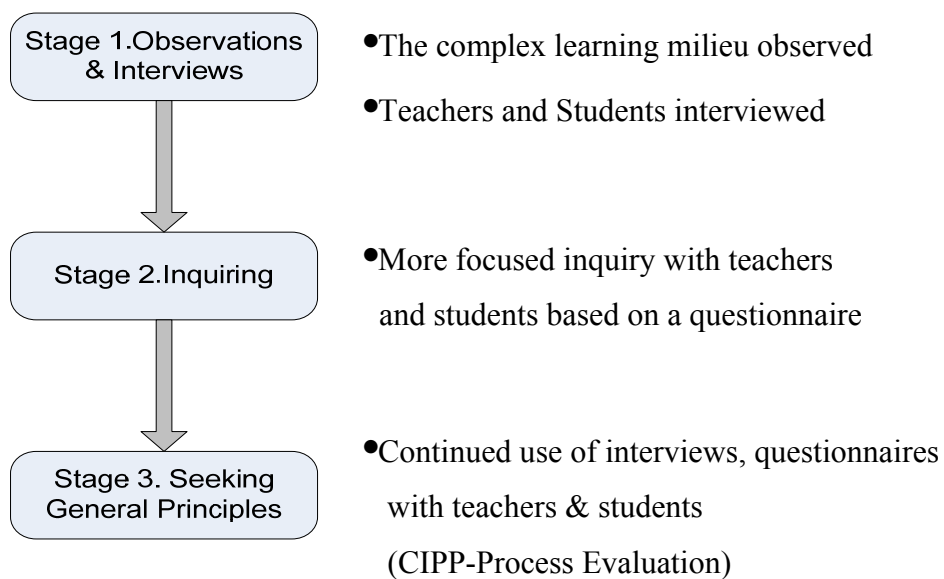 Stage 1.Observations
& Interviews
•The complex learning milieu observed
•Teachers and Students interviewed
Stage 2.Inquiring
•More focused inquiry with teachers
and students based on a questionnaire
Stage 3. Seeking
General Principles
•Continued use of interviews, questionnaires
with teachers & students
(CIPP-Process Evaluation)